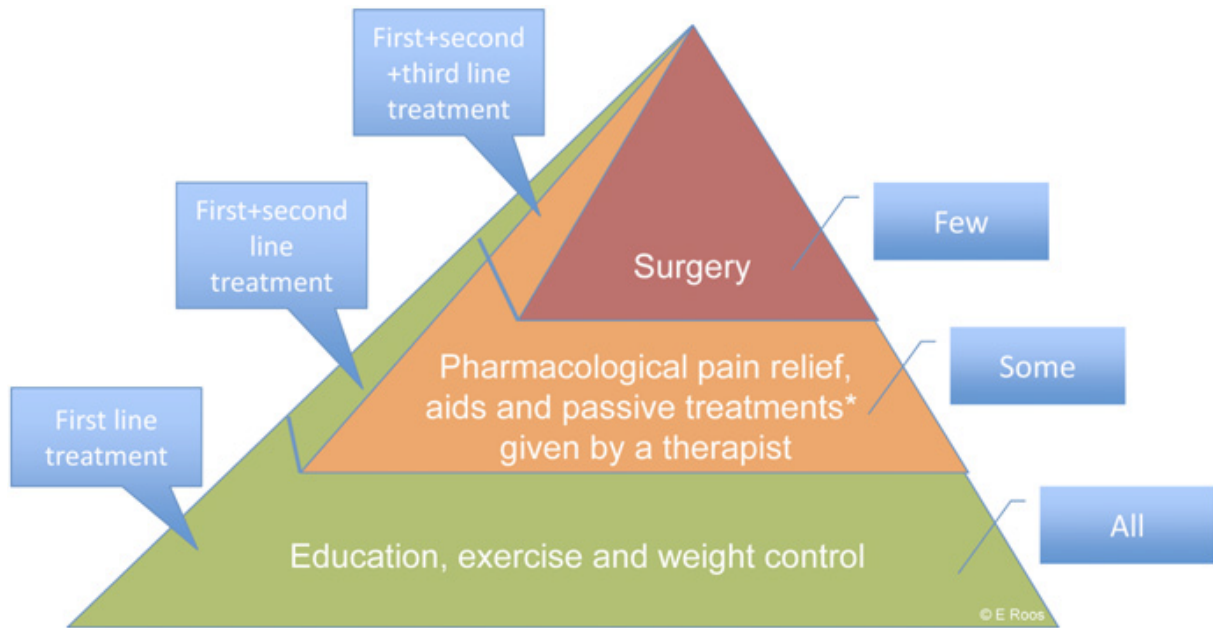 First+second
+third line
treatment
First+second
line
treatment
First line
treatment
Surgery
Pharmacological pain relief,
aids and passive treatments*
given by a therapist
Education, exercise and weight control
Few
Some
All
© E Roos